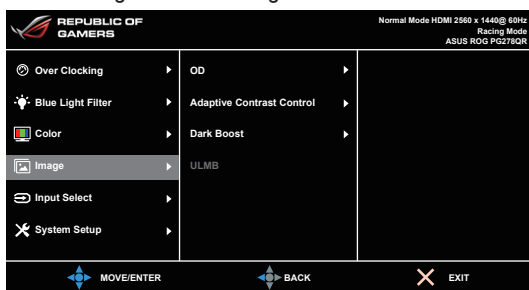 REPUBLIC OF
GAMERS
Normal Mode HDMI 2560 x 1440@ 60Hz
Racing Mode
ASUS ROG PG278QR
Over Clocking
Blue Light Filter
Color
Image
Input Select
System Setup
OD
Adaptive Contrast Control
Dark Boost
ULMB
MOVE/ENTER
BACK
EXIT